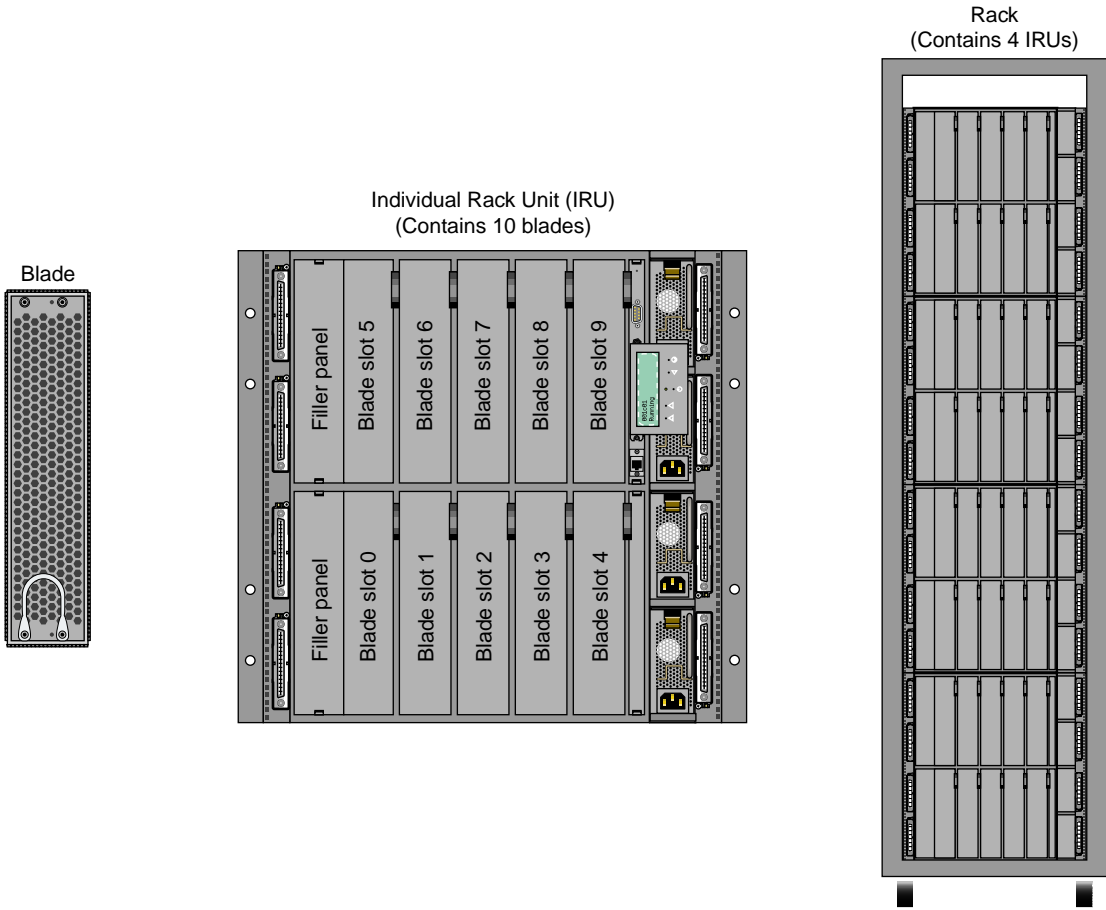 Rack
(Contains 4 IRUs)
Individual Rack Unit (IRU)
(Contains 10 blades)
Blade
Filler panel
Blade slot 5
Blade slot 6
Blade slot 7
Blade slot 8
Blade slot 9
001c01
Running
Filler panel
Blade slot 0
Blade slot 1
Blade slot 2
Blade slot 3
Blade slot 4